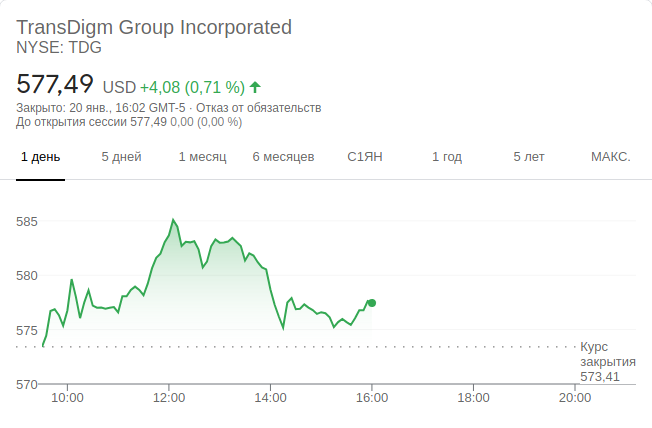 TransDigm Group Incorporated
NYSE: TDG
577,49 USD +4,08 (0,71 %)
Закрыто: 20 янв., 16:02 GMT-5 · Отказ от обязательств
До открытия сессии 577,49 0,00 (0,00 %)
1 день 5 дней 1 месяц 6 месяцев С1ЯН 1 год 5 лет МАКС.
585
580
575
570
Курс
закрытия
573,41
10:00 12:00 14:00 16:00 18:00 20:00